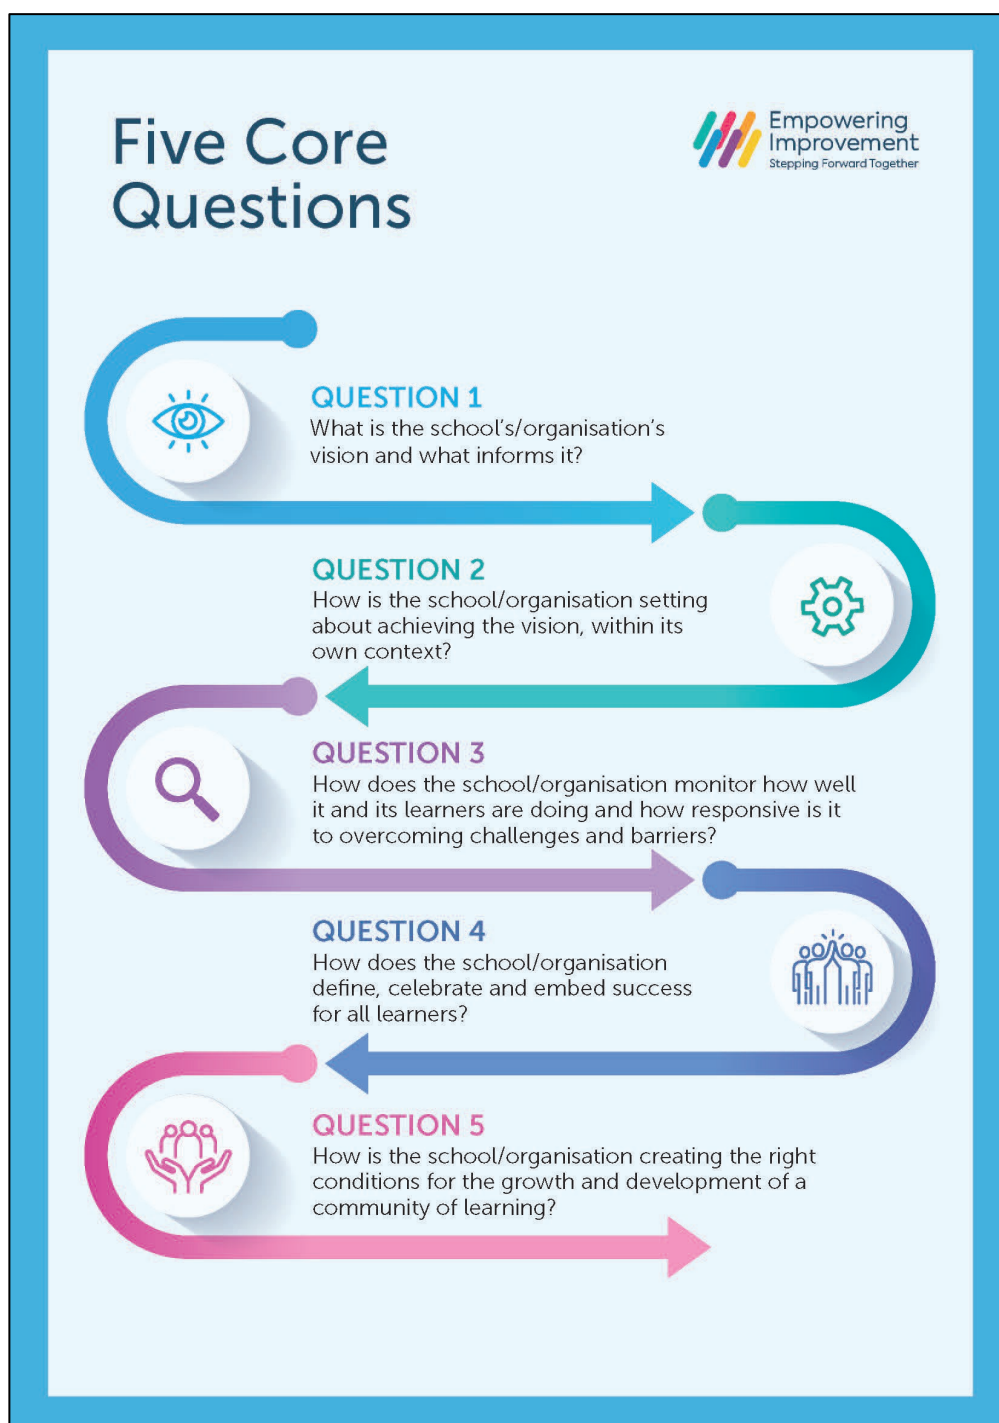 Five Core
Questions
Empowering
Improvement
Stepping Forward Together
QUESTION 1
What is the school's/organisation's
vision and what informs it?
QUESTION 2
How is the school/organisation setting
about achieving the vision, within its
own context?
QUESTION 3
How does the school/organisation monitor how well
it and its learners are doing and how responsive is it
to overcoming challenges and barriers?
QUESTION 4
How does the school/organisation
define, celebrate and embed success
for all learners?
QUESTION 5
How is the school/organisation creating the right
conditions for the growth and development of a
community of learning?